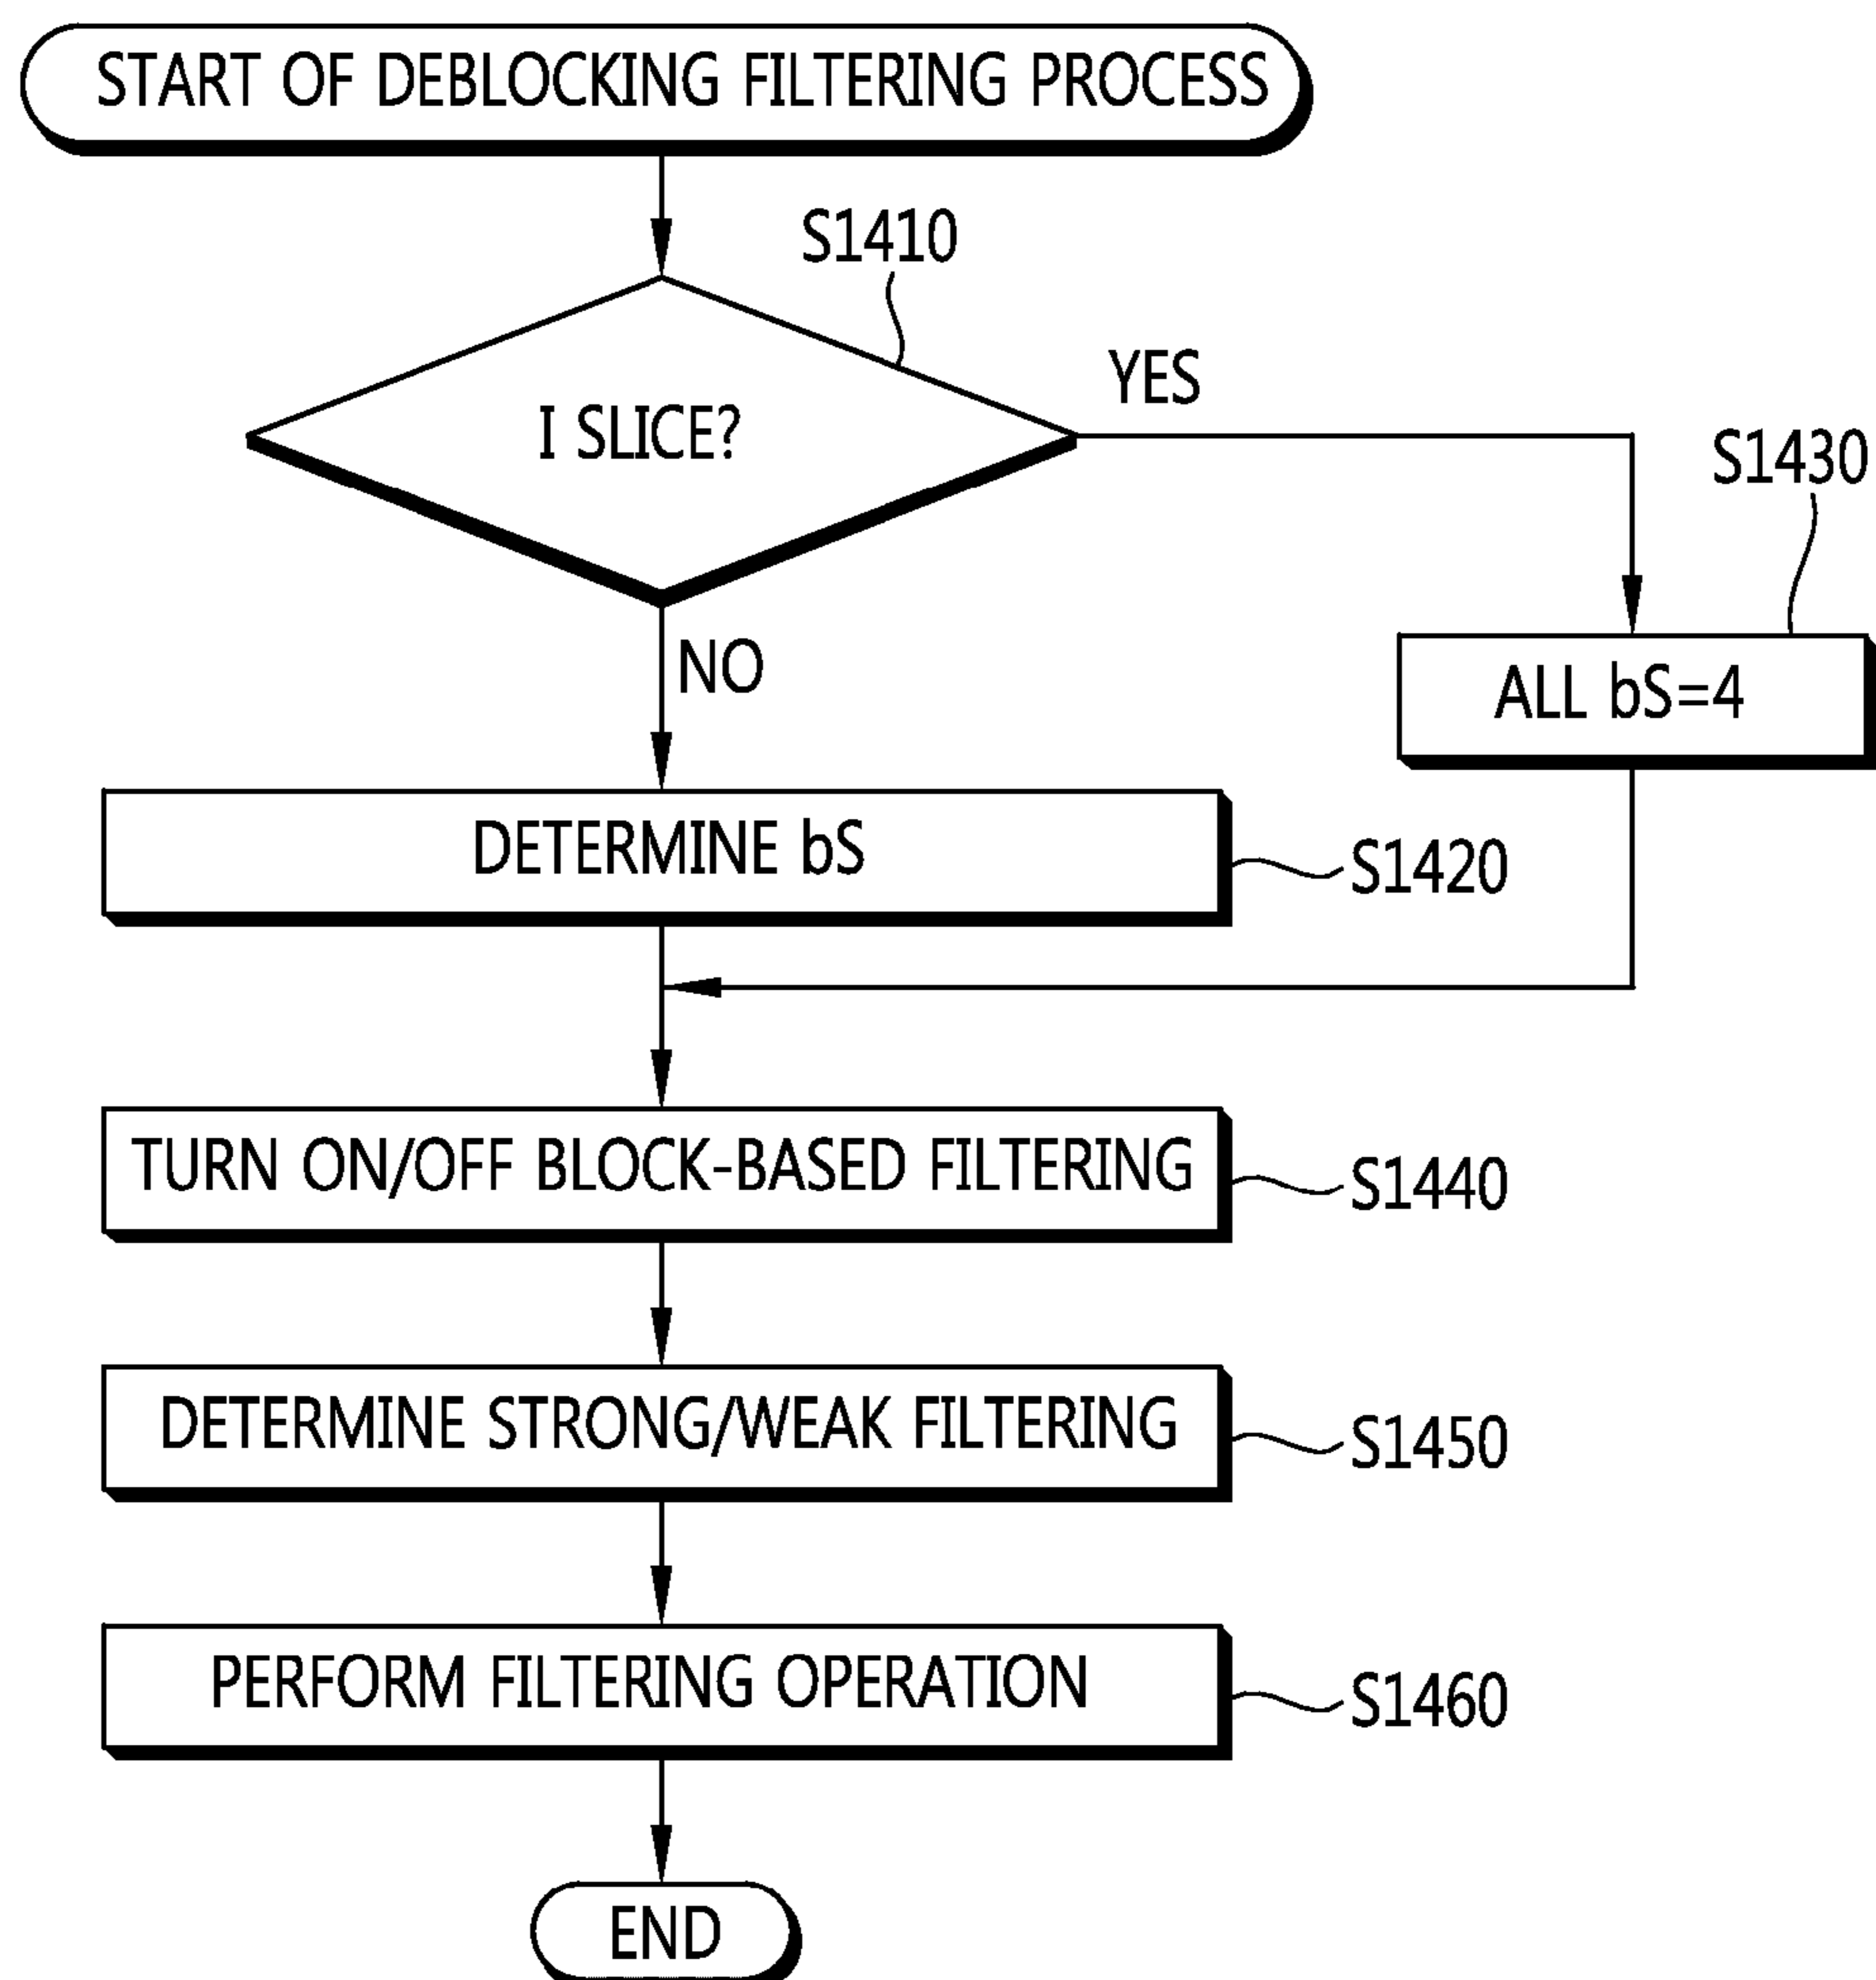 START OF DEBLOCKING FILTERING PROCESS
S1410
I SLICE?
YES
S1430
NO
ALL bS=4
DETERMINE bS
S1420
TURN ON/OFF BLOCK-BASED FILTERING
S1440
DETERMINE STRONG/WEAK FILTERING
S1450
PERFORM FILTERING OPERATION
S1460
END